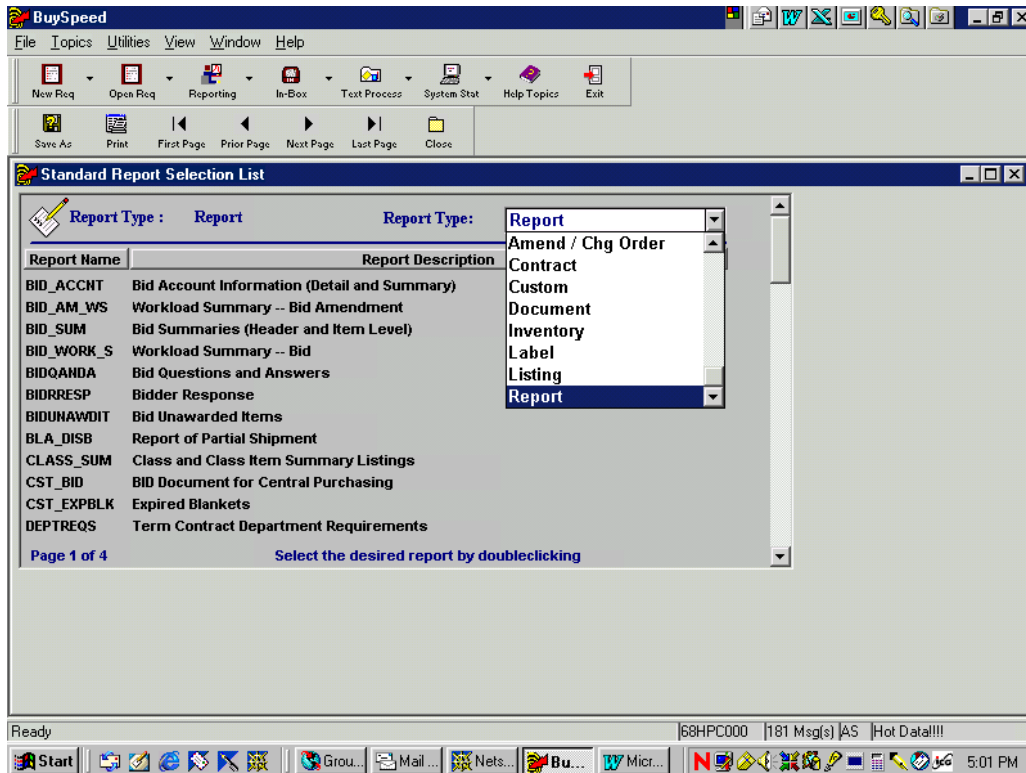 BuySpeed
File Topics Utilities View Window Help
New Req Open Req Reporting In-Box Text Process System Stat Help Topics Exit
Save As Print First Page Prior Page Next Page Last Page Close
Standard Report Selection List
Report Type : Report Report Type: Report
Amend / Chg Order
Contract
Custom
Document
Inventory
Label
Listing
Report
Report Name Report Description
BID_ACCNT Bid Account Information (Detail and Summary)
BID_AM_WS Workload Summary -- Bid Amendment
BID_SUM Bid Summaries (Header and Item Level)
BID_WORK_S Workload Summary -- Bid
BIDQANDA Bid Questions and Answers
BIDRRESP Bidder Response
BIDUNAWDIT Bid Unawarded Items
BLA_DISB Report of Partial Shipment
CLASS_SUM Class and Class Item Summary Listings
CST_BID BID Document for Central Purchasing
CST_EXPBLK Expired Blankets
DEPTREQS Term Contract Department Requirements
Page 1 of 4 Select the desired report by doubleclicking
Ready 68HPC000 181 Msg(s) AS Hot Data!!!!
Start Grou... Mail ... Nets... Bu... Micr... 5:01 PM